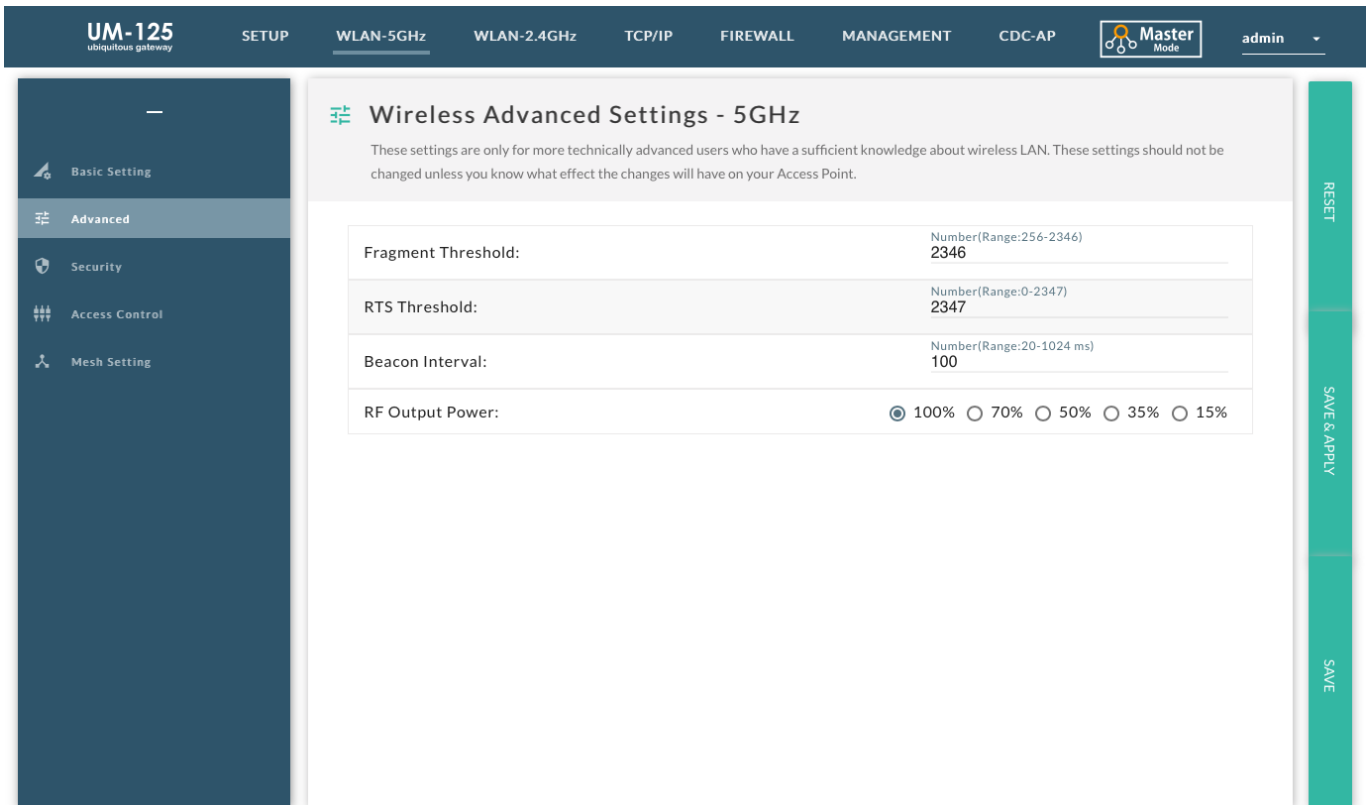 UM-125
ubiquitous gateway
SETUP WLAN-5GHz WLAN-2.4GHz TCP/IP FIREWALL MANAGEMENT CDC-AP Master Mode admin
Basic Setting
Advanced
Security
Access Control
Mesh Setting
Wireless Advanced Settings - 5GHz
These settings are only for more technically advanced users who have a sufficient knowledge about wireless LAN. These settings should not be
changed unless you know what effect the changes will have on your Access Point.
Fragment Threshold:
Number(Range:256-2346)
2346
RTS Threshold:
Number(Range:0-2347)
2347
Beacon Interval:
Number(Range:20-1024 ms)
100
RF Output Power: 100% 70% 50% 35% 15%
RESET
SAVE & APPLY
SAVE